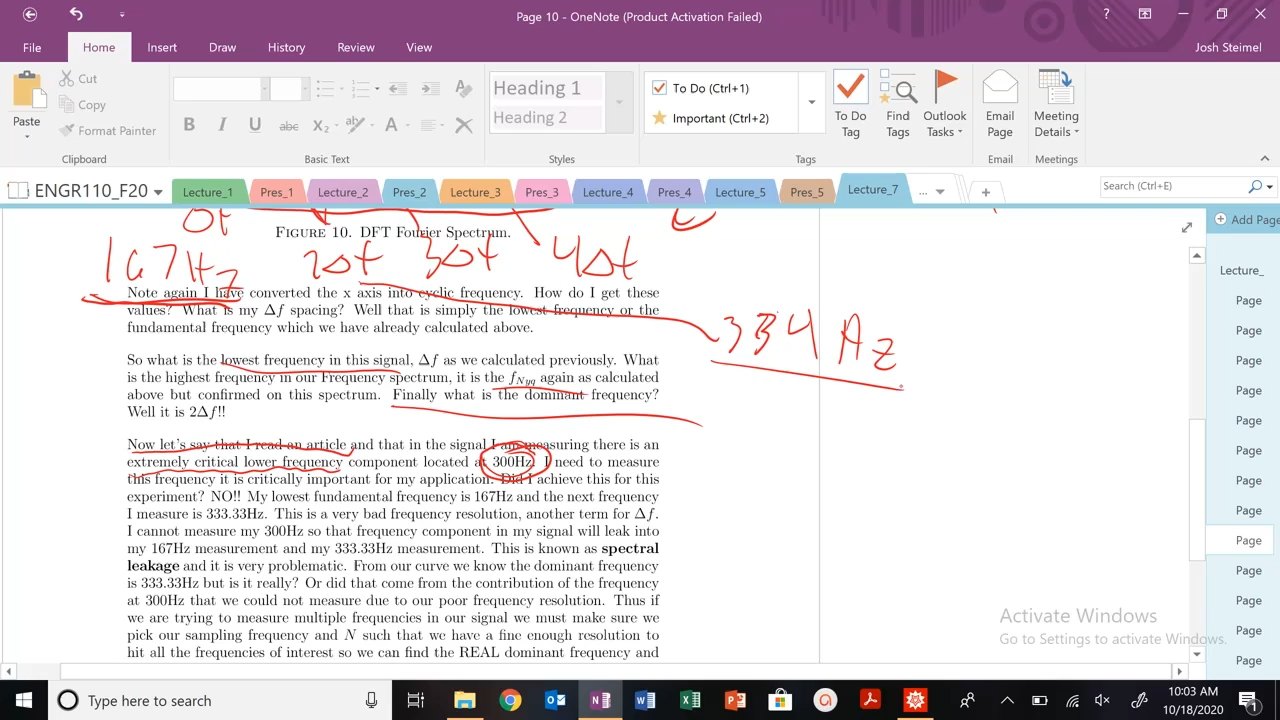 Page 10 - OneNote (Product Activation Failed)
?
File
Home
Insert
Draw
History
Review
View
Josh Steimel
Paste
Cut
Copy
Format Painter
Clipboard
B I U abc X2 A
Basic Text
Heading 1
Heading 2
Styles
To Do (Ctrl+1)
Important (Ctrl+2)
To Do
Tag
Find
Tags
Outlook
Tasks
Tags
Email
Page
Email
Meeting
Details
Meetings
ENGR110_F20
Lecture_1
Pres_1
Lecture_2
Pres_2
Lecture_3
Pres_3
Lecture_4
Pres_4
Lecture_5
Pres_5
Lecture_7
...
Search (Ctrl+E)
Add Page
Lecture_
Page
Page
Page
Page
Page
Page
Page
Page
Page
Page
Page
Page
Page
FIGURE 10. DFT Fourier Spectrum.
167Hz
2Δf 3Δf 4Δf
Note again I have converted the x axis into cyclic frequency. How do I get these
values? What is my Δf spacing? Well that is simply the lowest frequency or the
fundamental frequency which we have already calculated above.
334 Hz
So what is the lowest frequency in this signal, Δf as we calculated previously. What
is the highest frequency in our Frequency spectrum, it is the fNyq again as calculated
above but confirmed on this spectrum. Finally what is the dominant frequency?
Well it is 2Δf!!
Now let's say that I read an article and that in the signal I am measuring there is an
extremely critical lower frequency component located at 300Hz. I need to measure
this frequency it is critically important for my application. Did I achieve this for this
experiment? NO!! My lowest fundamental frequency is 167Hz and the next frequency
I measure is 333.33Hz. This is a very bad frequency resolution, another term for Δf.
I cannot measure my 300Hz so that frequency component in my signal will leak into
my 167Hz measurement and my 333.33Hz measurement. This is known as spectral
leakage and it is very problematic. From our curve we know the dominant frequency
is 333.33Hz but is it really? Or did that come from the contribution of the frequency
at 300Hz that we could not measure due to our poor frequency resolution. Thus if
we are trying to measure multiple frequencies in our signal we must make sure we
pick our sampling frequency and N such that we have a fine enough resolution to
hit all the frequencies of interest so we can find the REAL dominant frequency and
Activate Windows
Go to Settings to activate Windows.
Type here to search
10:03 AM
10/18/2020